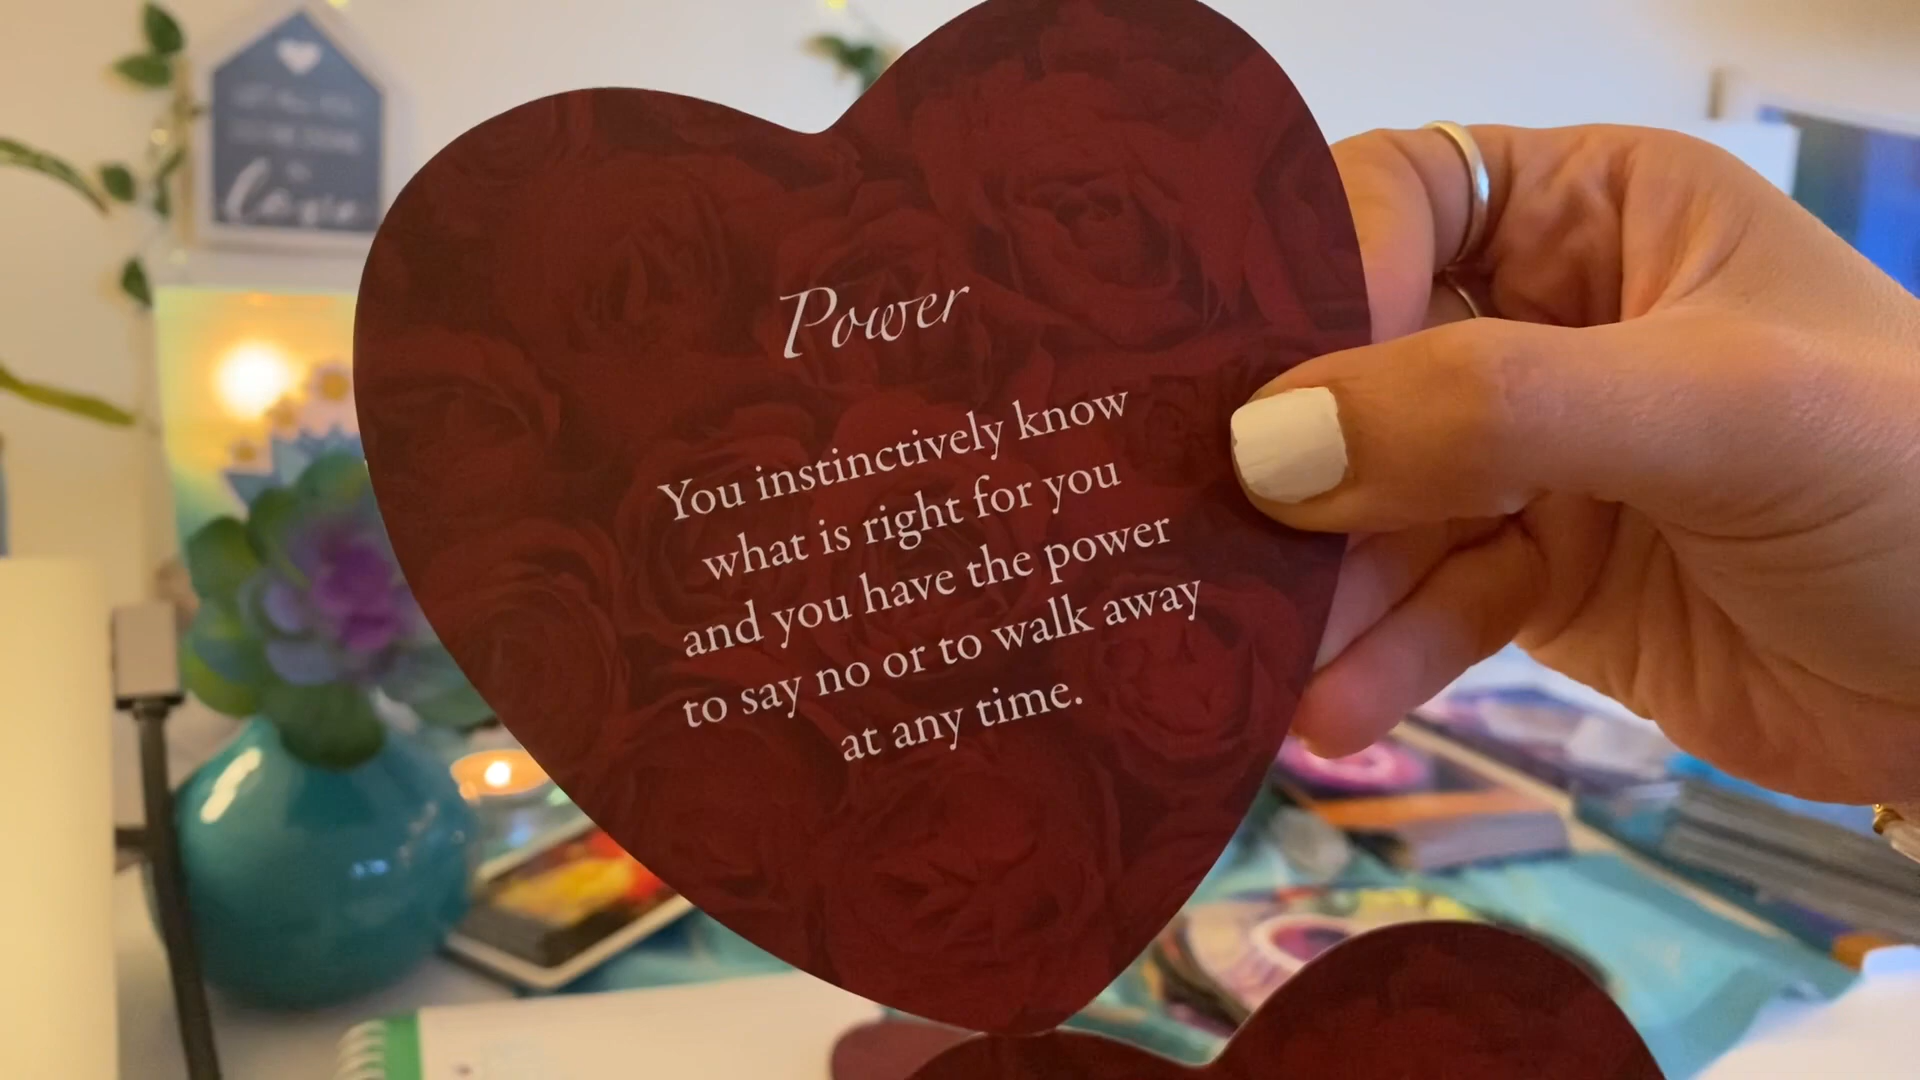 love
Power
You instinctively know
what is right for you
and you have the power
to say no or to walk away
at any time.